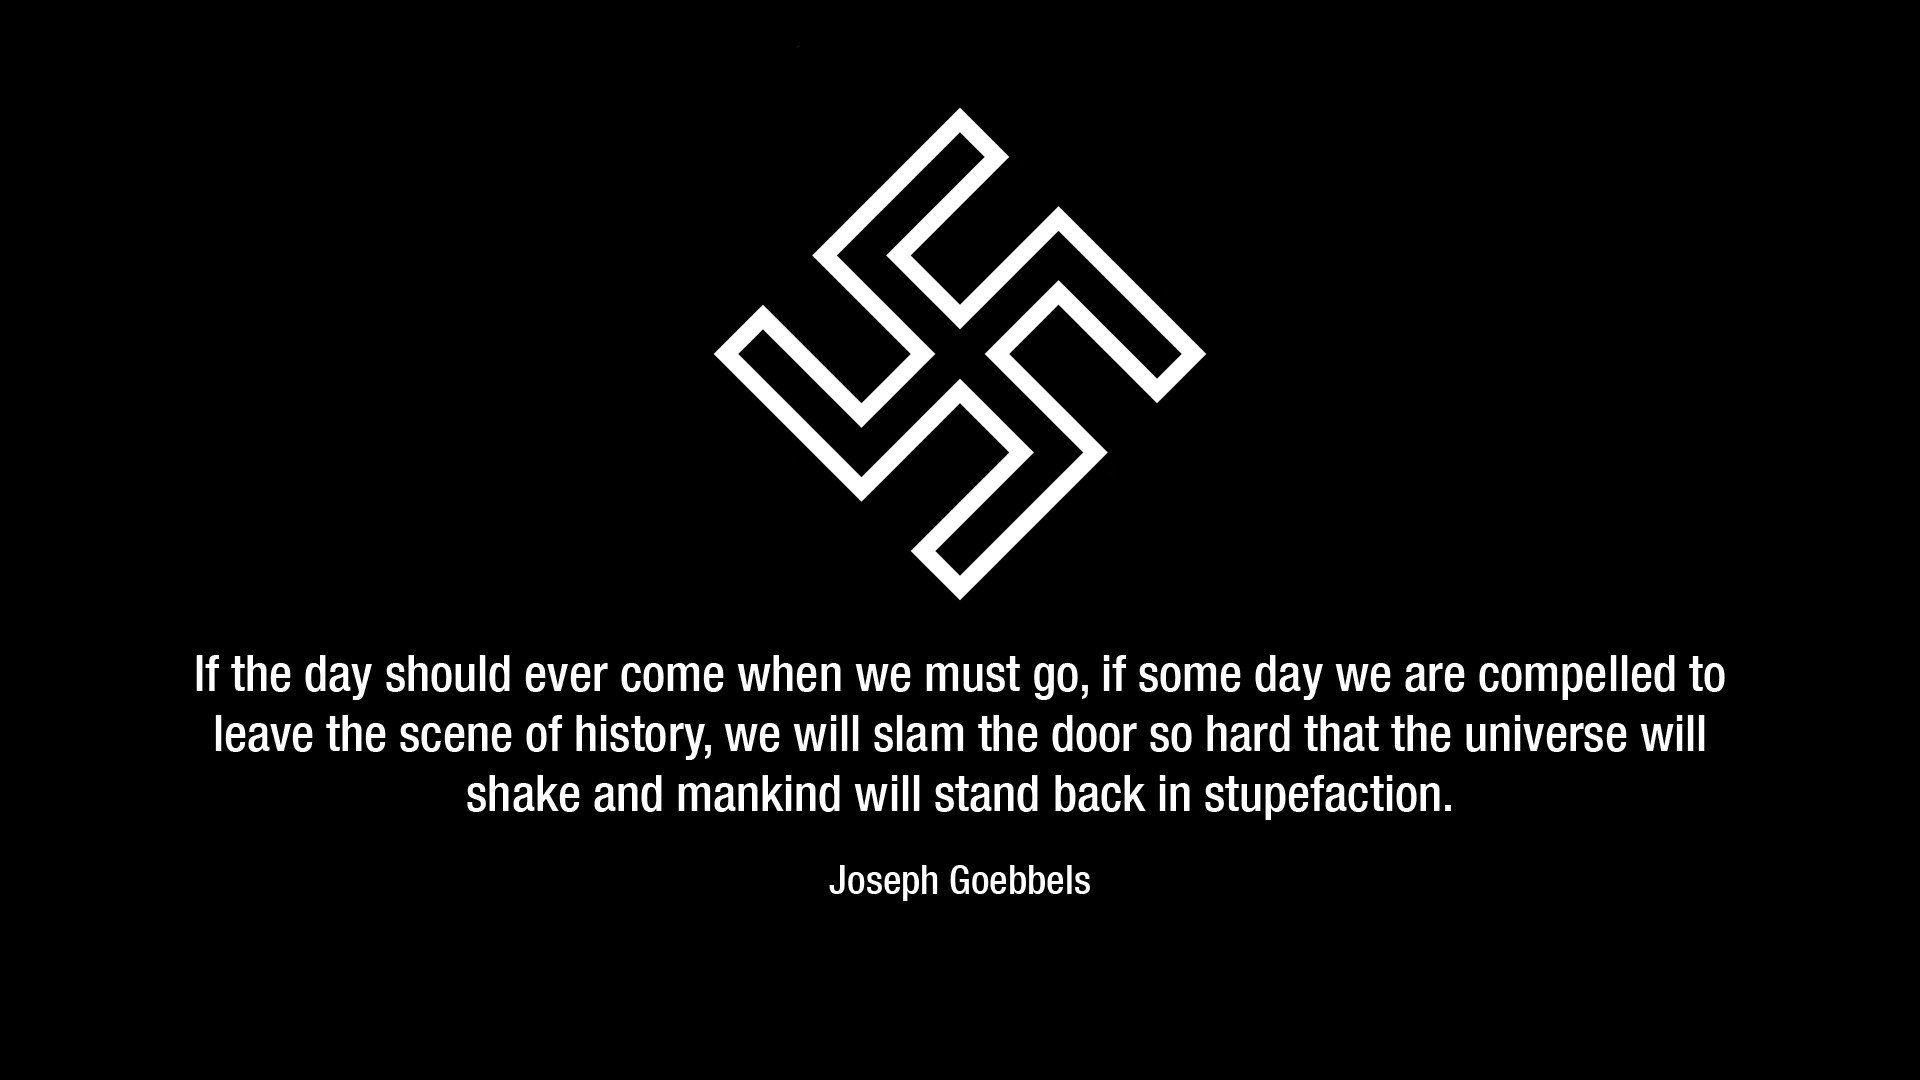 If the day should ever come when we must go, if some day we are compelled to
leave the scene of history, we will slam the door so hard that the universe will
shake and mankind will stand back in stupefaction.
Joseph Goebbels